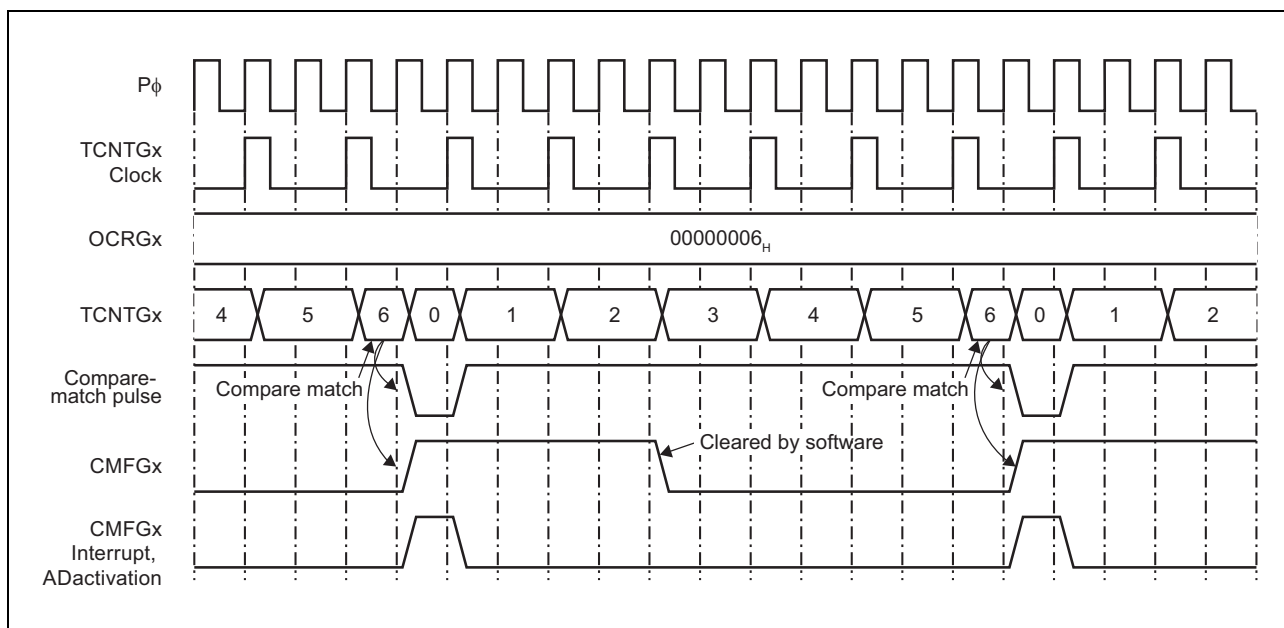 Pϕ
TCNTGx
Clock
OCRGx
00000006H
TCNTGx
4 5 6 0 1 2 3 4 5 6 0 1 2
Compare-
match pulse
Compare match
Compare match
CMFGx
Cleared by software
CMFGx
Interrupt,
ADactivation